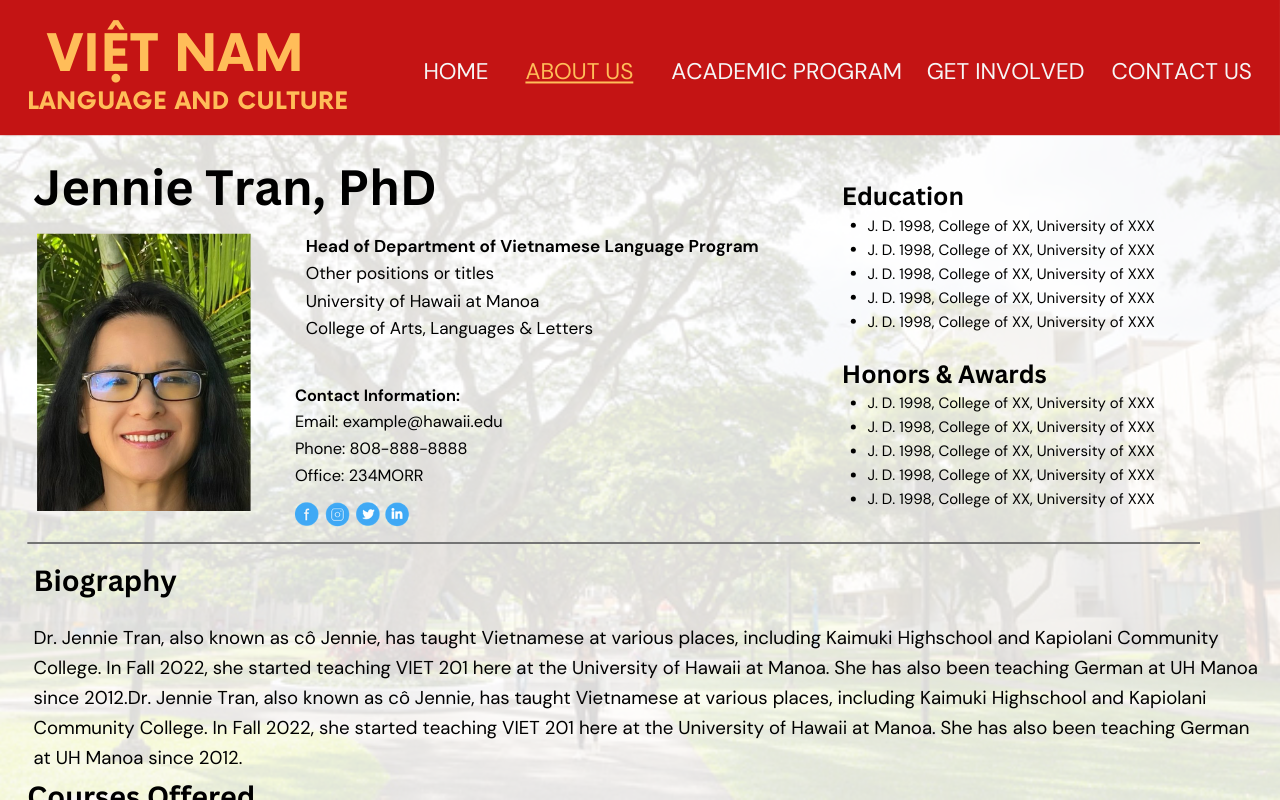 VIỆT NAM
LANGUAGE AND CULTURE
HOME ABOUT US ACADEMIC PROGRAM GET INVOLVED CONTACT US
Jennie Tran, PhD
Head of Department of Vietnamese Language Program
Other positions or titles
University of Hawaii at Manoa
College of Arts, Languages & Letters
Contact Information:
Email: example@hawaii.edu
Phone: 808-888-8888
Office: 234MORR
Education
• J. D. 1998, College of XX, University of XXX
• J. D. 1998, College of XX, University of XXX
• J. D. 1998, College of XX, University of XXX
• J. D. 1998, College of XX, University of XXX
• J. D. 1998, College of XX, University of XXX
Honors & Awards
• J. D. 1998, College of XX, University of XXX
• J. D. 1998, College of XX, University of XXX
• J. D. 1998, College of XX, University of XXX
• J. D. 1998, College of XX, University of XXX
• J. D. 1998, College of XX, University of XXX
Biography
Dr. Jennie Tran, also known as cô Jennie, has taught Vietnamese at various places, including Kaimuki Highschool and Kapiolani Community
College. In Fall 2022, she started teaching VIET 201 here at the University of Hawaii at Manoa. She has also been teaching German at UH Manoa
since 2012.Dr. Jennie Tran, also known as cô Jennie, has taught Vietnamese at various places, including Kaimuki Highschool and Kapiolani
Community College. In Fall 2022, she started teaching VIET 201 here at the University of Hawaii at Manoa. She has also been teaching German
at UH Manoa since 2012.
Courses Offered